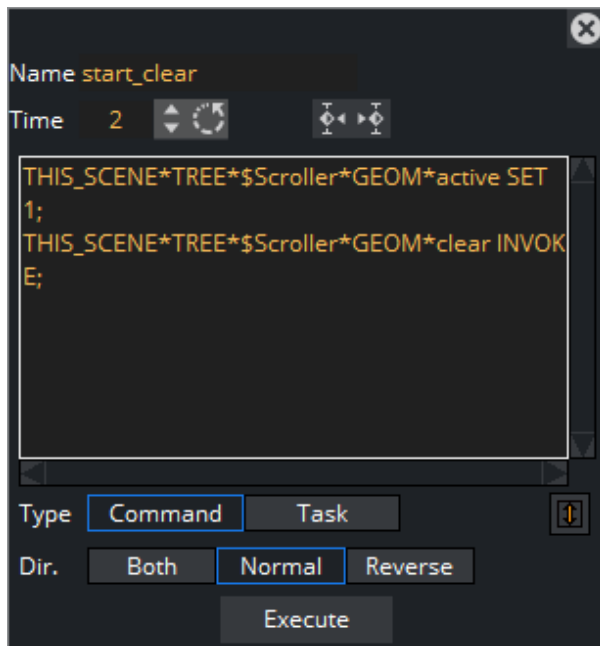 Name start_clear
Time 2
THIS_SCENE*TREE*$Scroller*GEOM*active SET
1;
THIS_SCENE*TREE*$Scroller*GEOM*clear INVOK
E;
Type Command Task
Dir. Both Normal Reverse
Execute